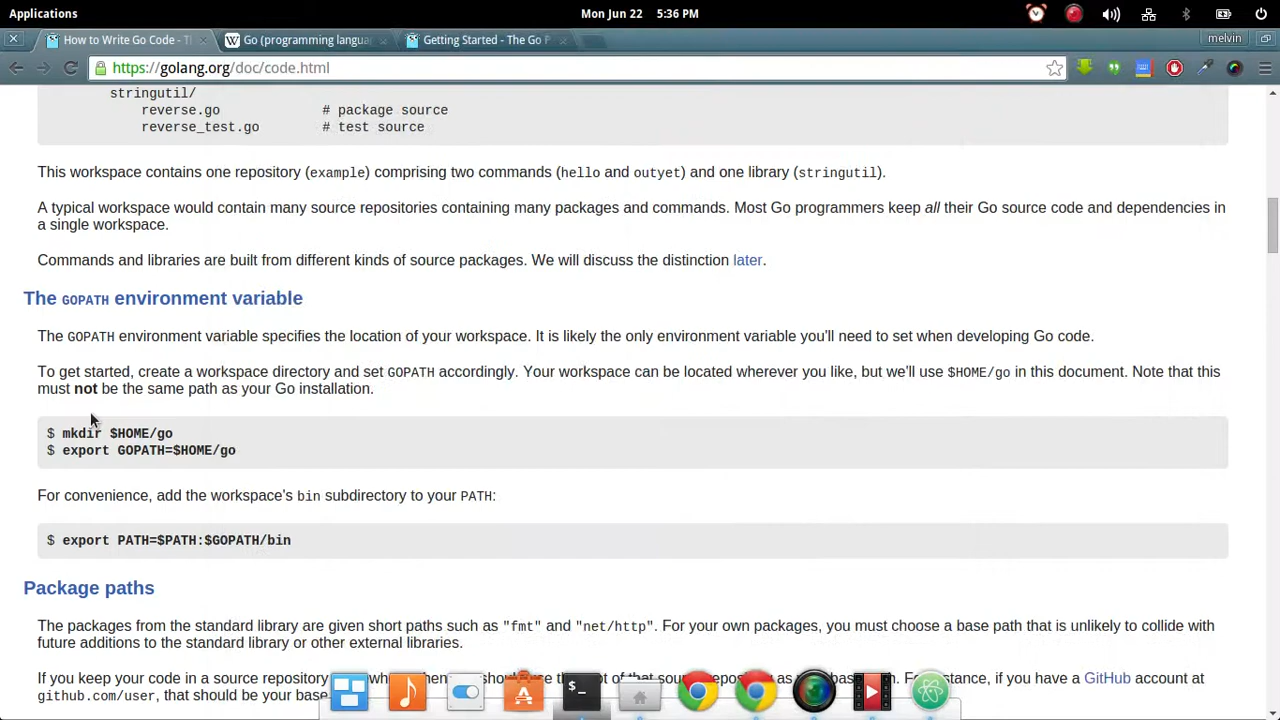 Applications
Mon Jun 22 5:36 PM
How to Write Go Code - T
Go (programming langua
Getting Started - The Go P
melvin
https://golang.org/doc/code.html
stringutil/
reverse.go # package source
reverse_test.go # test source
This workspace contains one repository (example) comprising two commands (hello and outyet) and one library (stringutil).
A typical workspace would contain many source repositories containing many packages and commands. Most Go programmers keep all their Go source code and dependencies in
a single workspace.
Commands and libraries are built from different kinds of source packages. We will discuss the distinction later.
The GOPATH environment variable
The GOPATH environment variable specifies the location of your workspace. It is likely the only environment variable you'll need to set when developing Go code.
To get started, create a workspace directory and set GOPATH accordingly. Your workspace can be located wherever you like, but we'll use $HOME/go in this document. Note that this
must not be the same path as your Go installation.
$ mkdir $HOME/go
$ export GOPATH=$HOME/go
For convenience, add the workspace's bin subdirectory to your PATH:
$ export PATH=$PATH:$GOPATH/bin
Package paths
The packages from the standard library are given short paths such as "fmt" and "net/http". For your own packages, you must choose a base path that is unlikely to collide with
future additions to the standard library or other external libraries.
If you keep your code in a source repository stance, if you have a GitHub account at
github.com/user, that should be your base